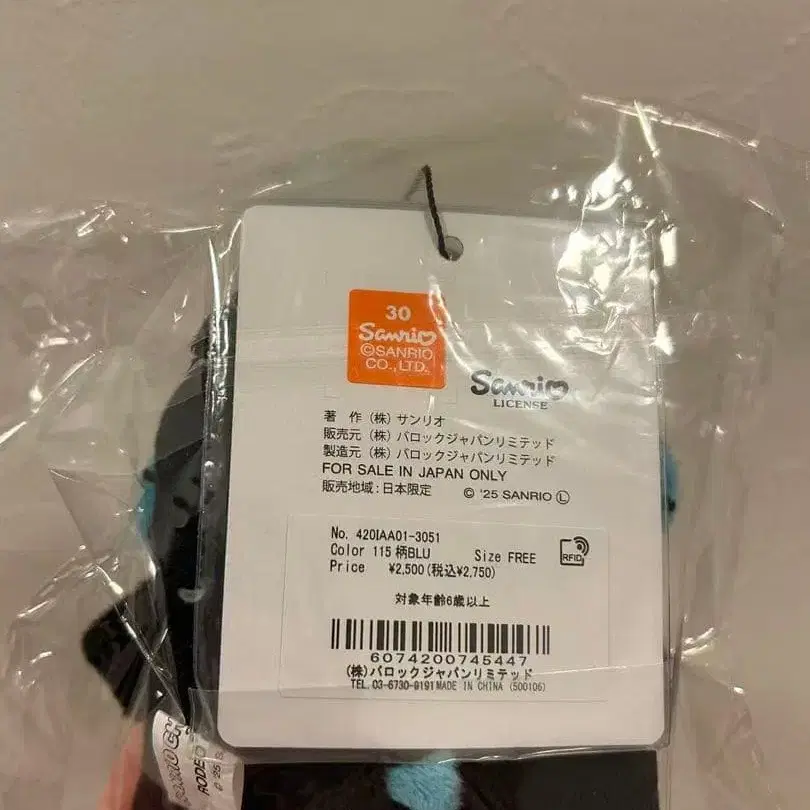 30
Sanrio
©SANRIO
CO., LTD.
Sanrio
LICENSE
著 作 (株) サンリオ
販売元 (株) バロックジャパンリミテッド
製造元 (株) バロックジャパンリミテッド
FOR SALE IN JAPAN ONLY
販売地域:日本限定 © '25 SANRIO Ⓛ
No. 420IAA01-3051
Color 115 柄BLU Size FREE
RFID
Price ¥2,500(税込¥2,750)
対象年齢6歳以上
6074200745447
(株)バロックジャパンリミテッド
TEL. 03-6730-9191 MADE IN CHINA (500106)